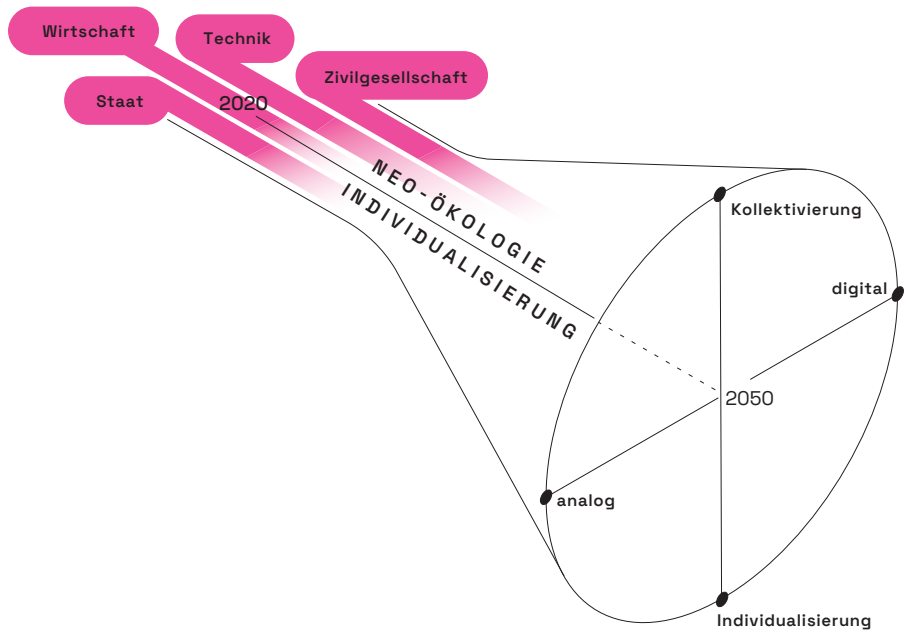 Wirtschaft
Technik
Zivilgesellschaft
Staat
2020
NEO-ÖKOLOGIE
INDIVIDUALISIERUNG
Kollektivierung
digital
2050
analog
Individualisierung